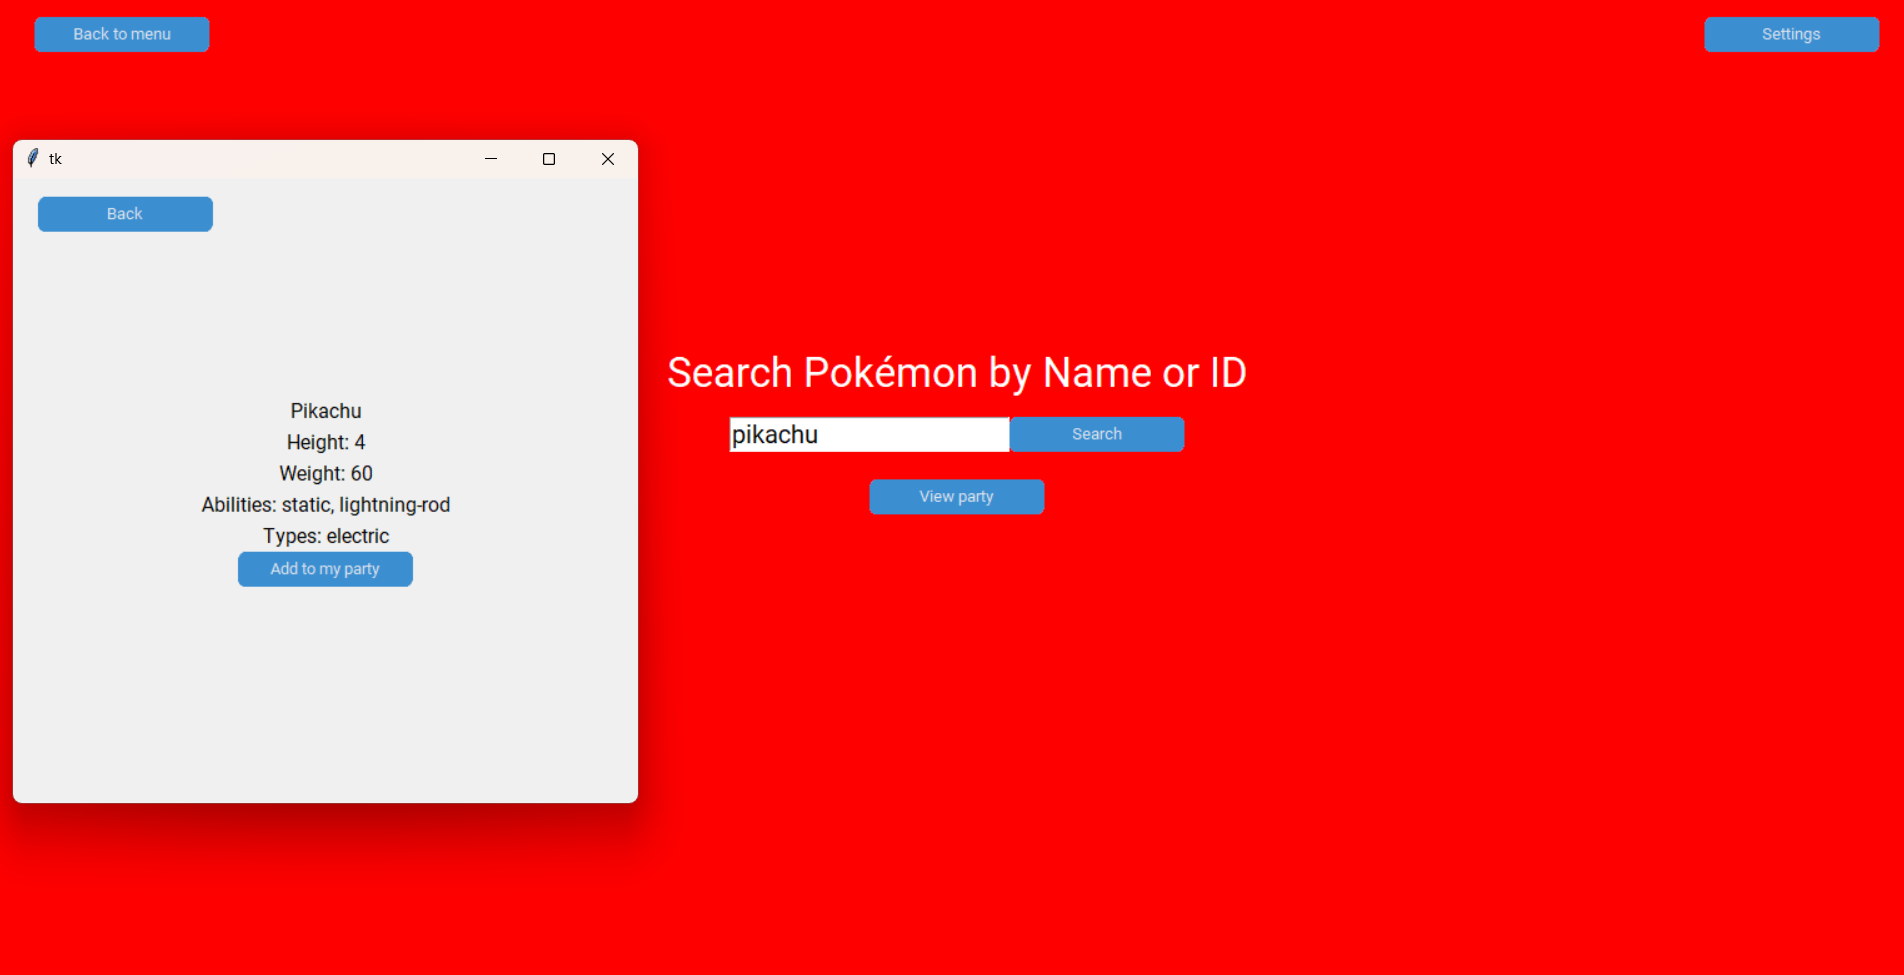 Back to menu
Settings
tk
Back
Pikachu
Height: 4
Weight: 60
Abilities: static, lightning-rod
Types: electric
Add to my party
Search Pokémon by Name or ID
pikachu
Search
View party